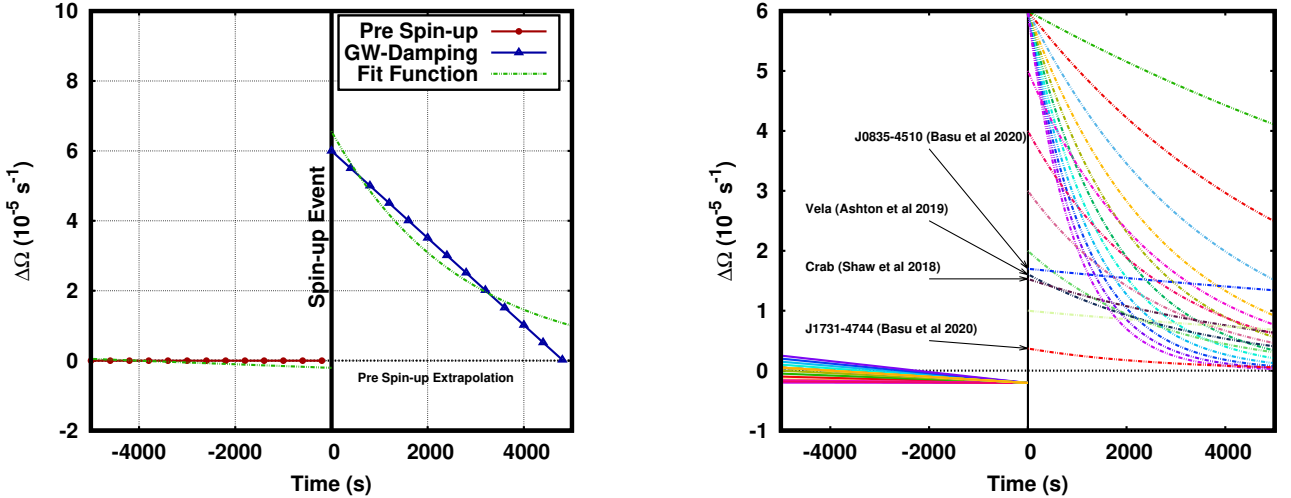 10
8
6
4
2
0
-2
-4000
-2000
0
2000
4000
Time (s)
ΔΩ (10⁻⁵ s⁻¹)
Pre Spin-up
GW-Damping
Fit Function
Spin-up Event
Pre Spin-up Extrapolation
6
5
4
3
2
1
0
-1
-4000
-2000
0
2000
4000
Time (s)
ΔΩ (10⁻⁵ s⁻¹)
J0835-4510 (Basu et al 2020)
Vela (Ashton et al 2019)
Crab (Shaw et al 2018)
J1731-4744 (Basu et al 2020)